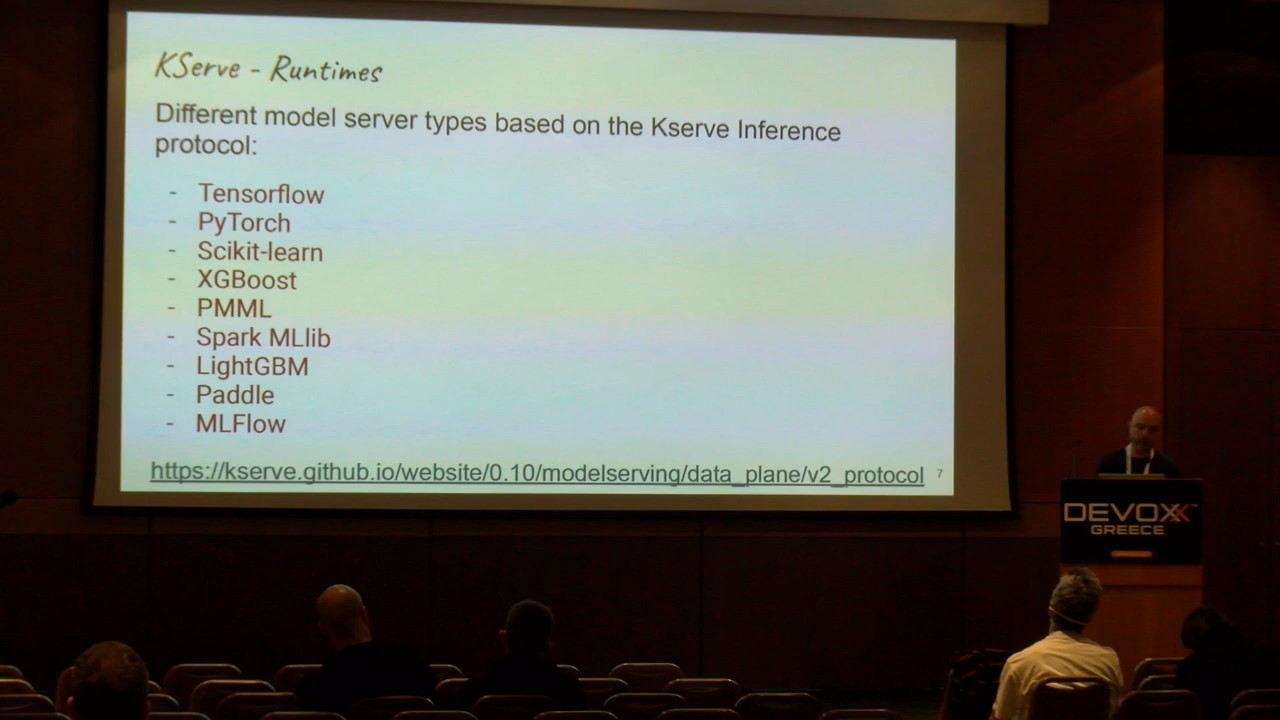 KServe - Runtimes
Different model server types based on the Kserve Inference
protocol:
- Tensorflow
- PyTorch
- Scikit-learn
- XGBoost
- PMML
- Spark MLlib
- LightGBM
- Paddle
- MLFlow
https://kserve.github.io/website/0.10/modelserving/data_plane/v2_protocol
7
DEVOXX
GREECE